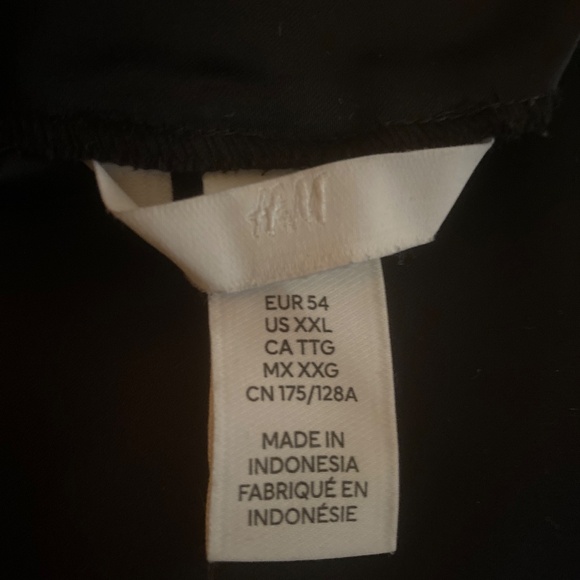 H&M
EUR 54
US XXL
CA TTG
MX XXG
CN 175/128A
MADE IN
INDONESIA
FABRIQUÉ EN
INDONÉSIE